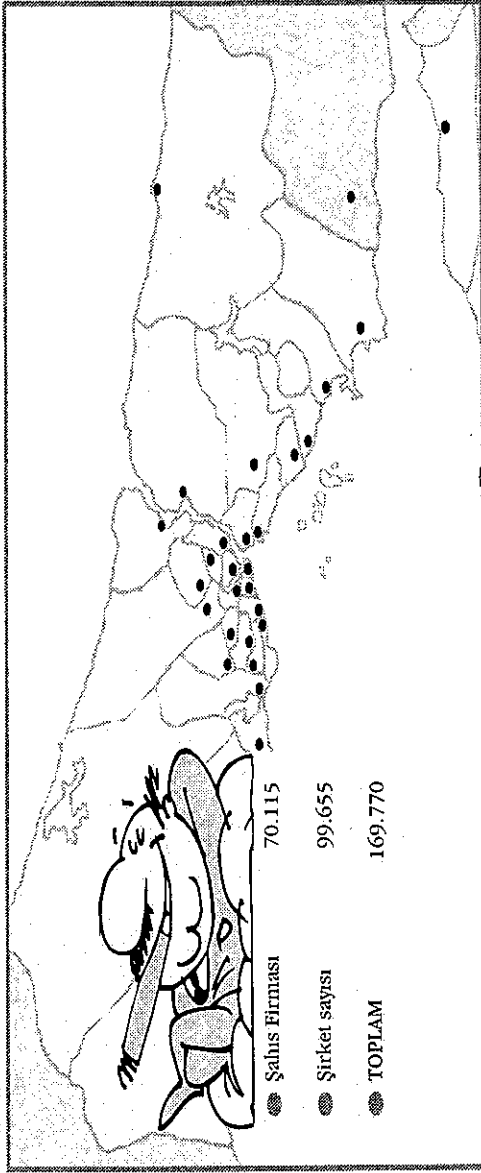 Şahıs Firması 70.115
Şirket sayısı 99.655
TOPLAM 169.770